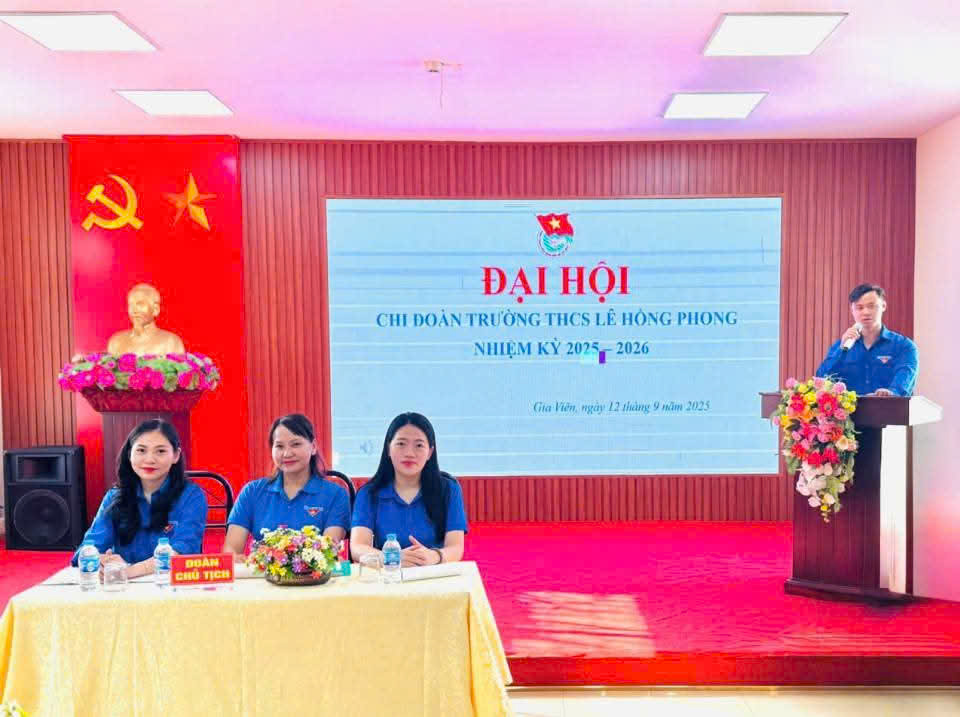 ĐẠI HỘI
CHI ĐOÀN TRƯỜNG THCS LÊ HỒNG PHONG
NHIỆM KỲ 2025 – 2026
Gia Viên, ngày 12 tháng 9 năm 2025
ĐOÀN
CHỦ TỊCH